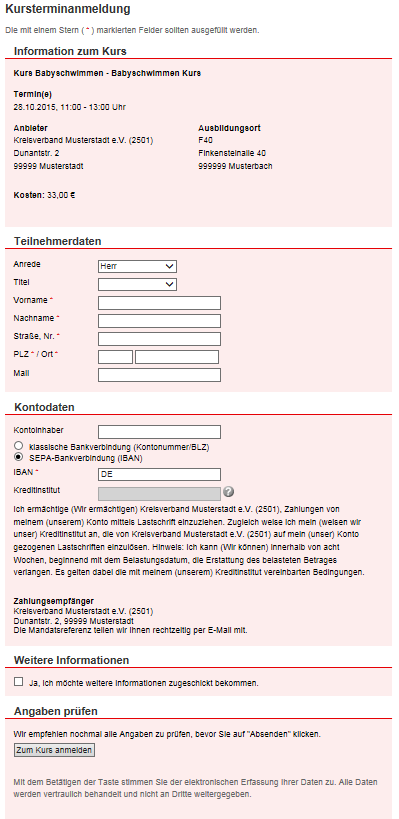 Kursterminanmeldung
Die mit einem Stern ( * ) markierten Felder sollten ausgefüllt werden.
Information zum Kurs
Kurs Babyschwimmen - Babyschwimmen Kurs
Termin(e)
28.10.2015, 11:00 - 13:00 Uhr
Anbieter
Kreisverband Musterstadt e.V. (2501)
Dunantstr. 2
99999 Musterstadt
Ausbildungsort
F40
Finkensteinalle 40
999999 Musterbach
Kosten: 33,00 €
Teilnehmerdaten
Anrede Herr
Titel
Vorname *
Nachname *
Straße, Nr. *
PLZ * / Ort *
Mail
Kontodaten
Kontoinhaber
klassische Bankverbindung (Kontonummer/BLZ)
SEPA-Bankverbindung (IBAN)
IBAN * DE
Kreditinstitut ?
Ich ermächtige (Wir ermächtigen) Kreisverband Musterstadt e.V. (2501), Zahlungen von
meinem (unserem) Konto mittels Lastschrift einzuziehen. Zugleich weise ich mein (weisen wir
unser) Kreditinstitut an, die von Kreisverband Musterstadt e.V. (2501) auf mein (unser) Konto
gezogenen Lastschriften einzulösen. Hinweis: Ich kann (Wir können) innerhalb von acht
Wochen, beginnend mit dem Belastungsdatum, die Erstattung des belasteten Betrages
verlangen. Es gelten dabei die mit meinem (unserem) Kreditinstitut vereinbarten Bedingungen.
Zahlungsempfänger
Kreisverband Musterstadt e.V. (2501)
Dunantstr. 2, 99999 Musterstadt
Die Mandatsreferenz teilen wir Ihnen rechtzeitig per E-Mail mit.
Weitere Informationen
Ja, ich möchte weitere Informationen zugeschickt bekommen.
Angaben prüfen
Wir empfehlen nochmal alle Angaben zu prüfen, bevor Sie auf "Absenden" klicken.
Zum Kurs anmelden
Mit dem Betätigen der Taste stimmen Sie der elektronischen Erfassung Ihrer Daten zu. Alle Daten
werden vertraulich behandelt und nicht an Dritte weitergegeben.